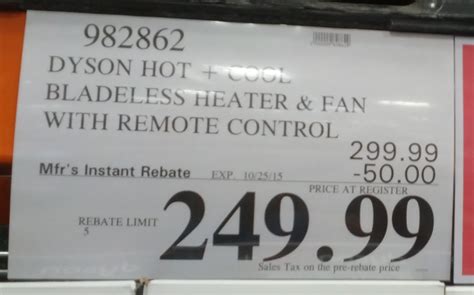 982862
DYSON HOT + COOL
BLADELESS HEATER & FAN
WITH REMOTE CONTROL
299.99
Mfr's Instant Rebate EXP. 10/25/15 -50.00
PRICE AT REGISTER
REBATE LIMIT
5
249.99
Sales Tax on the pre-rebate price